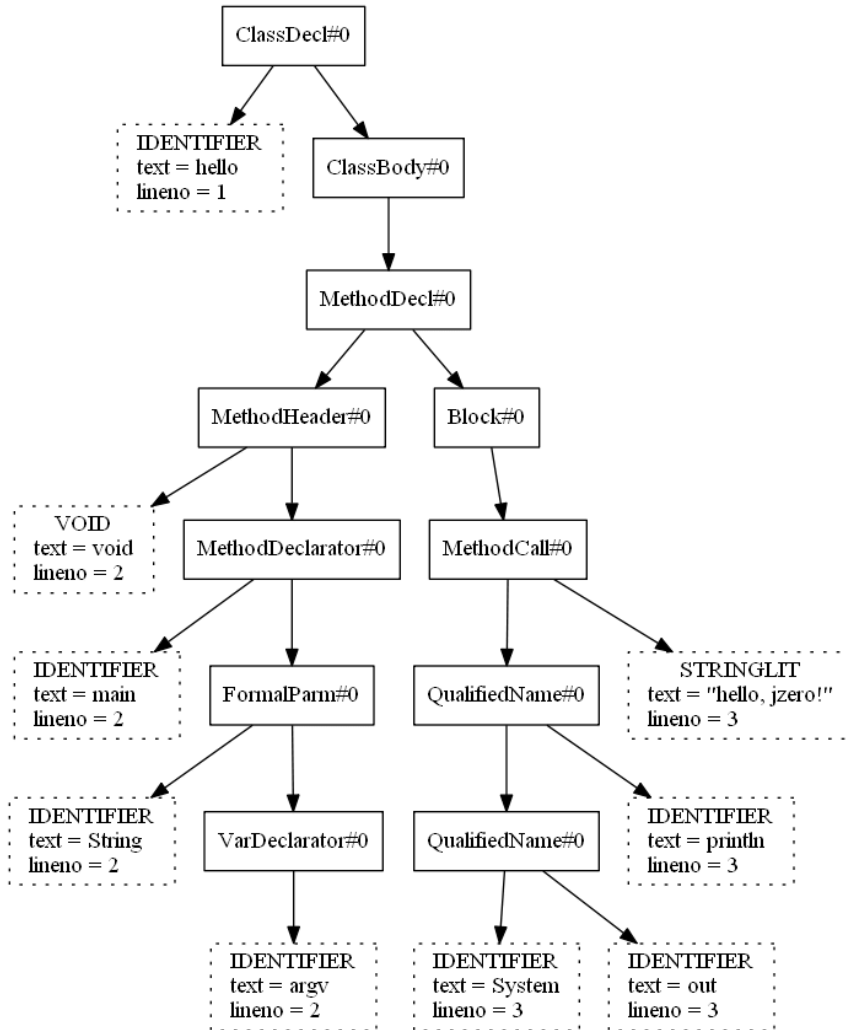 ClassDecl#0
IDENTIFIER
text = hello
lineno = 1
ClassBody#0
MethodDecl#0
MethodHeader#0
Block#0
VOID
text = void
lineno = 2
MethodDeclarator#0
MethodCall#0
IDENTIFIER
text = main
lineno = 2
FormalParm#0
QualifiedName#0
STRINGLIT
text = "hello, jzero!"
lineno = 3
IDENTIFIER
text = String
lineno = 2
VarDeclarator#0
QualifiedName#0
IDENTIFIER
text = println
lineno = 3
IDENTIFIER
text = argv
lineno = 2
IDENTIFIER
text = System
lineno = 3
IDENTIFIER
text = out
lineno = 3